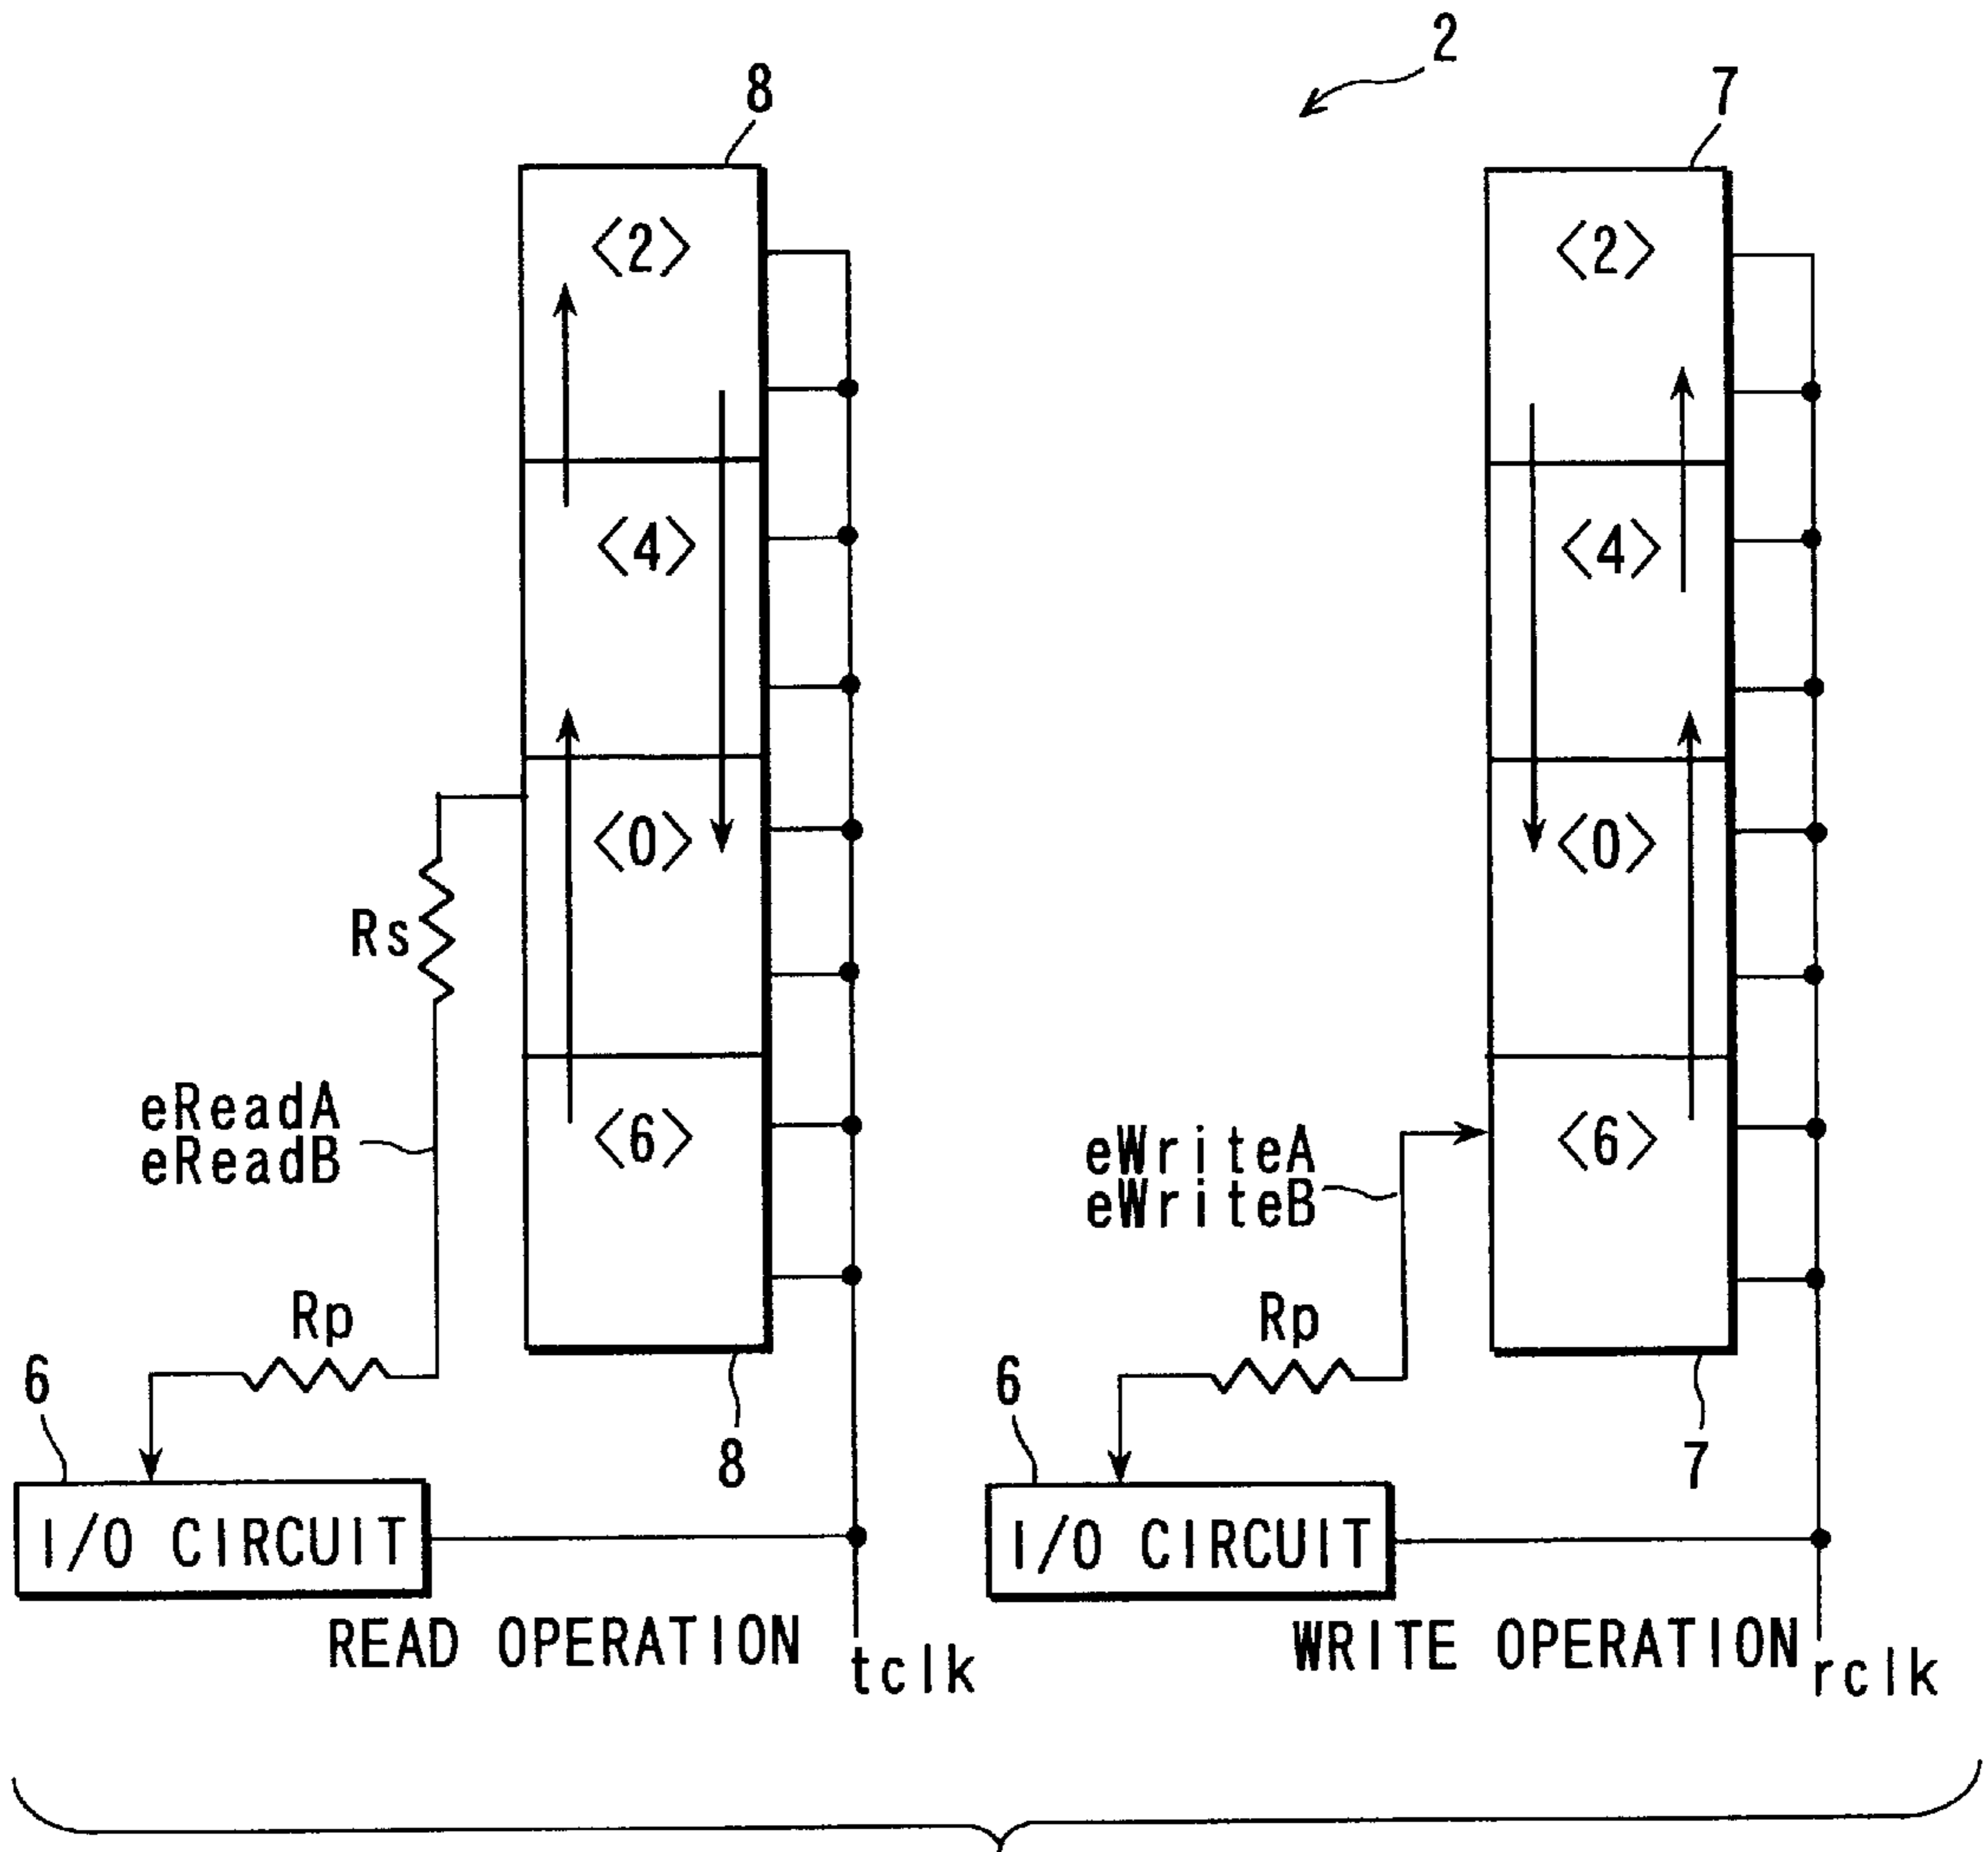 2
8
7
<2>
<2>
<4>
<4>
<0>
<0>
Rs
eReadA
eReadB
<6>
eWriteA
eWriteB
<6>
Rp
Rp
6
6
8
7
I/O CIRCUIT
I/O CIRCUIT
READ OPERATION
tclk
WRITE OPERATION
rclk